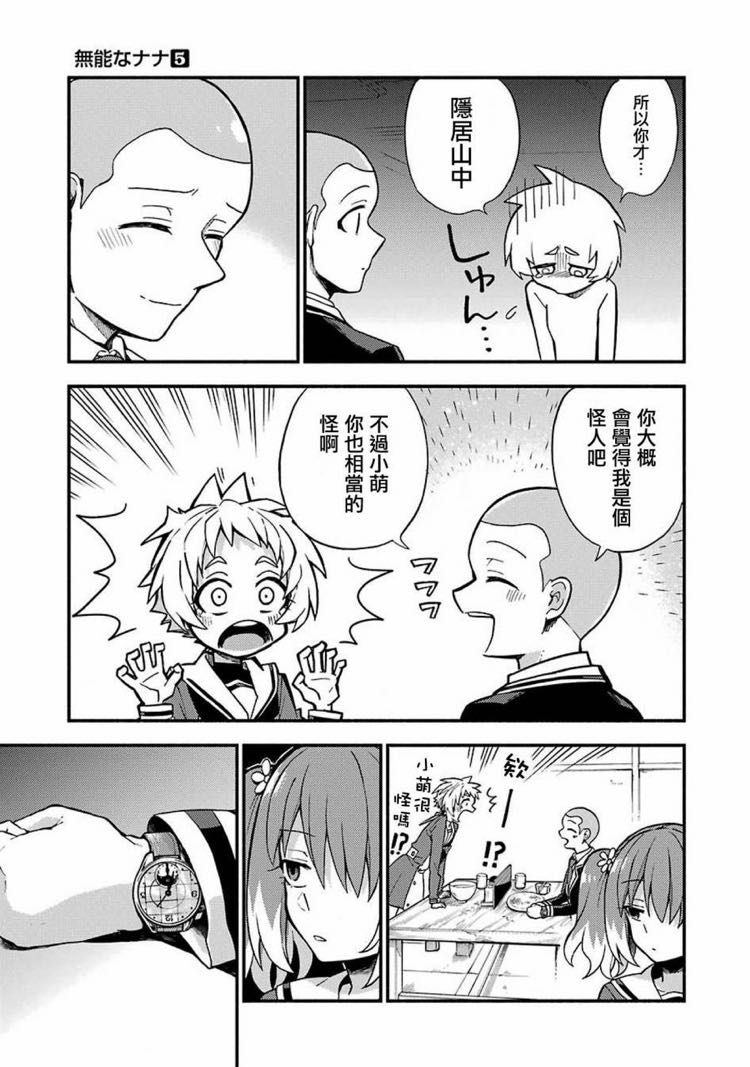 無能なナナ5
所以你才…
隱居山中
しゅん…
你大概
會覺得我是個
怪人吧
不過小萌
你也相當的
怪啊
フフフ
欸—
!?
小萌很
怪嗎
!?
12